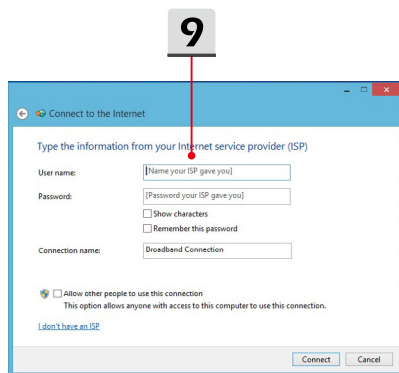 9
Connect to the Internet
Type the information from your Internet service provider (ISP)
User name:
[Name your ISP gave you]
Password:
[Password your ISP gave you]
Show characters
Remember this password
Connection name:
Broadband Connection
Allow other people to use this connection
This option allows anyone with access to this computer to use this connection.
I don't have an ISP
Connect Cancel